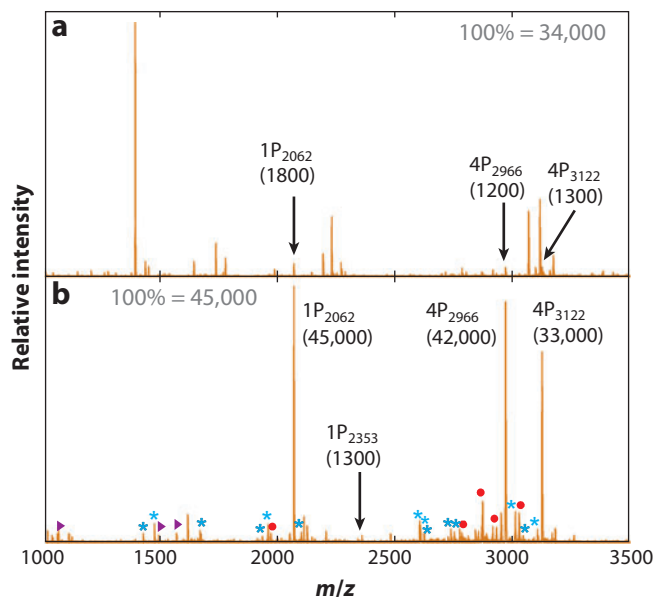 a
100% = 34,000
1P₂₀₆₂
(1800)
4P₂₉₆₆
(1200)
4P₃₁₂₂
(1300)
b
100% = 45,000
1P₂₀₆₂
(45,000)
4P₂₉₆₆
(42,000)
4P₃₁₂₂
(33,000)
1P₂₃₅₃
(1300)
Relative intensity
1000
1500
2000
2500
3000
3500
m/z